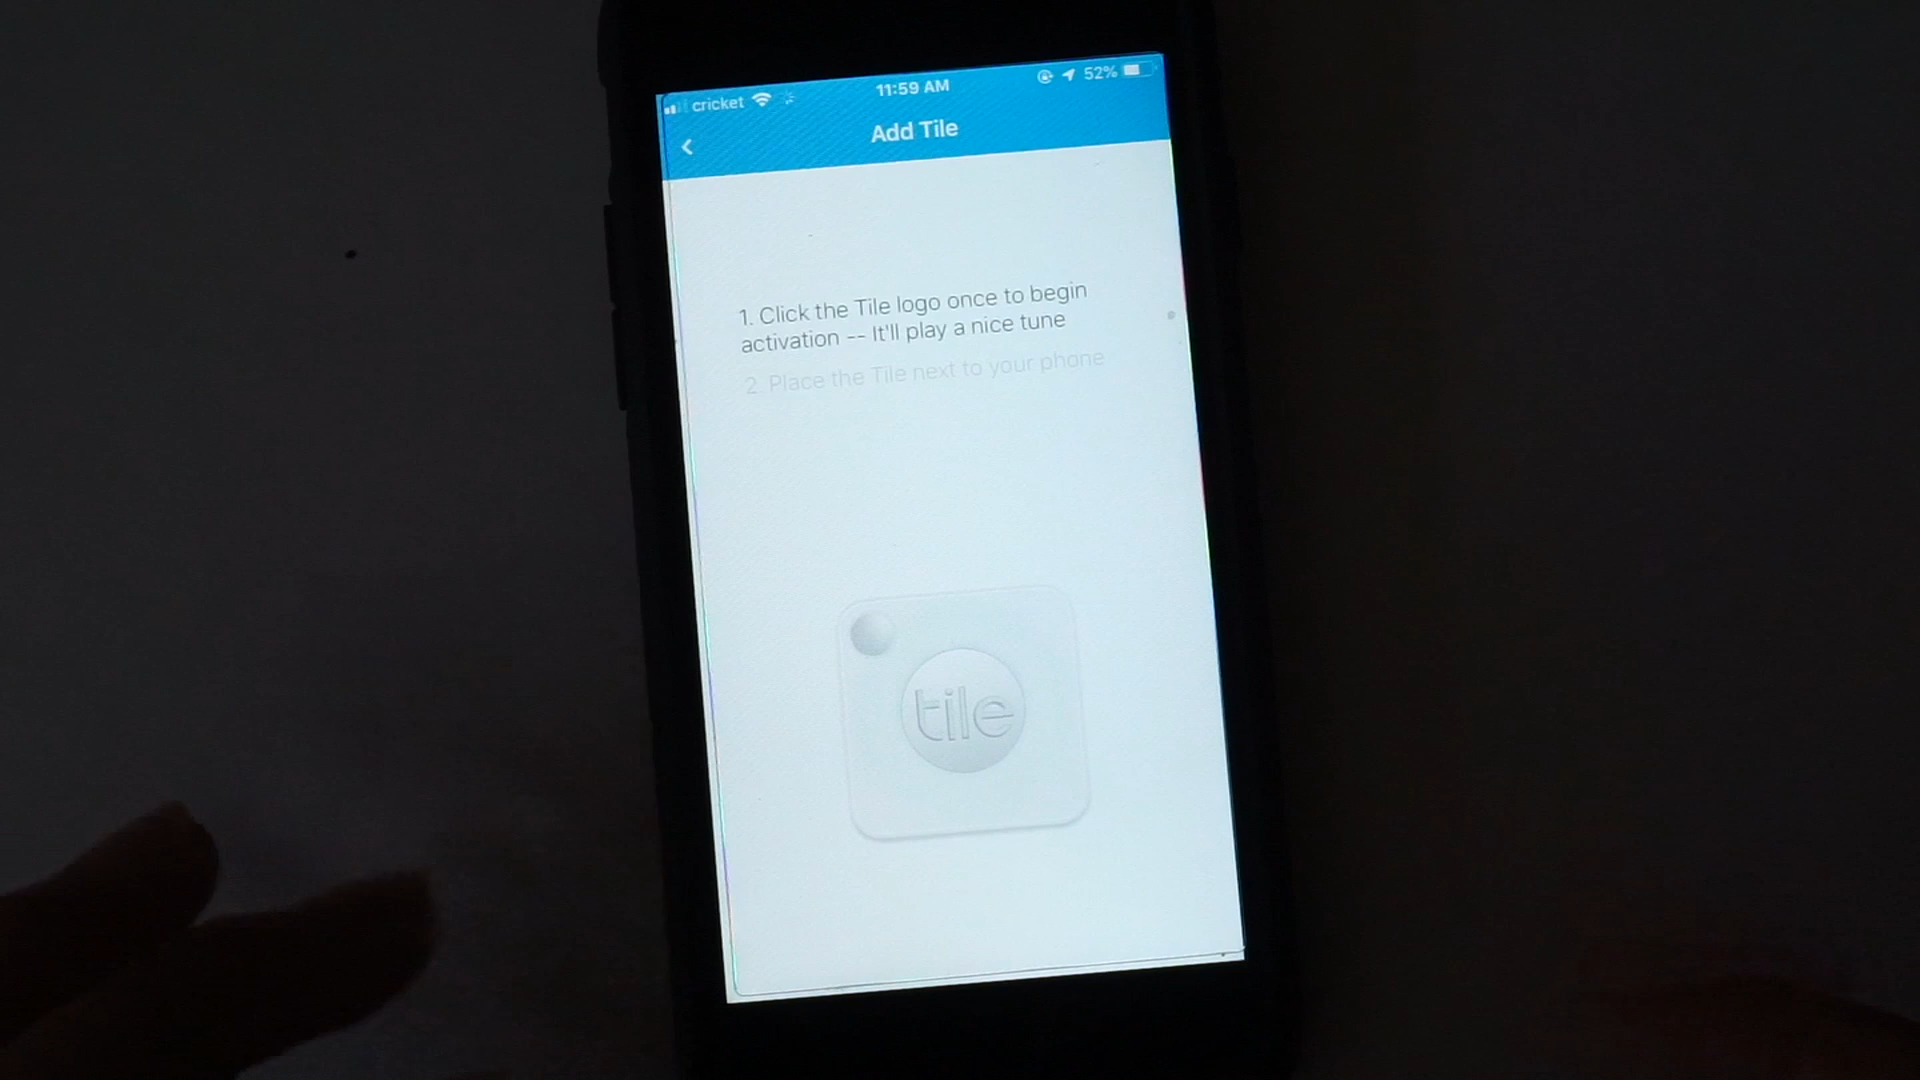 cricket 11:59 AM 52%
Add Tile
1. Click the Tile logo once to begin
activation -- It'll play a nice tune
2. Place the Tile next to your phone
tile